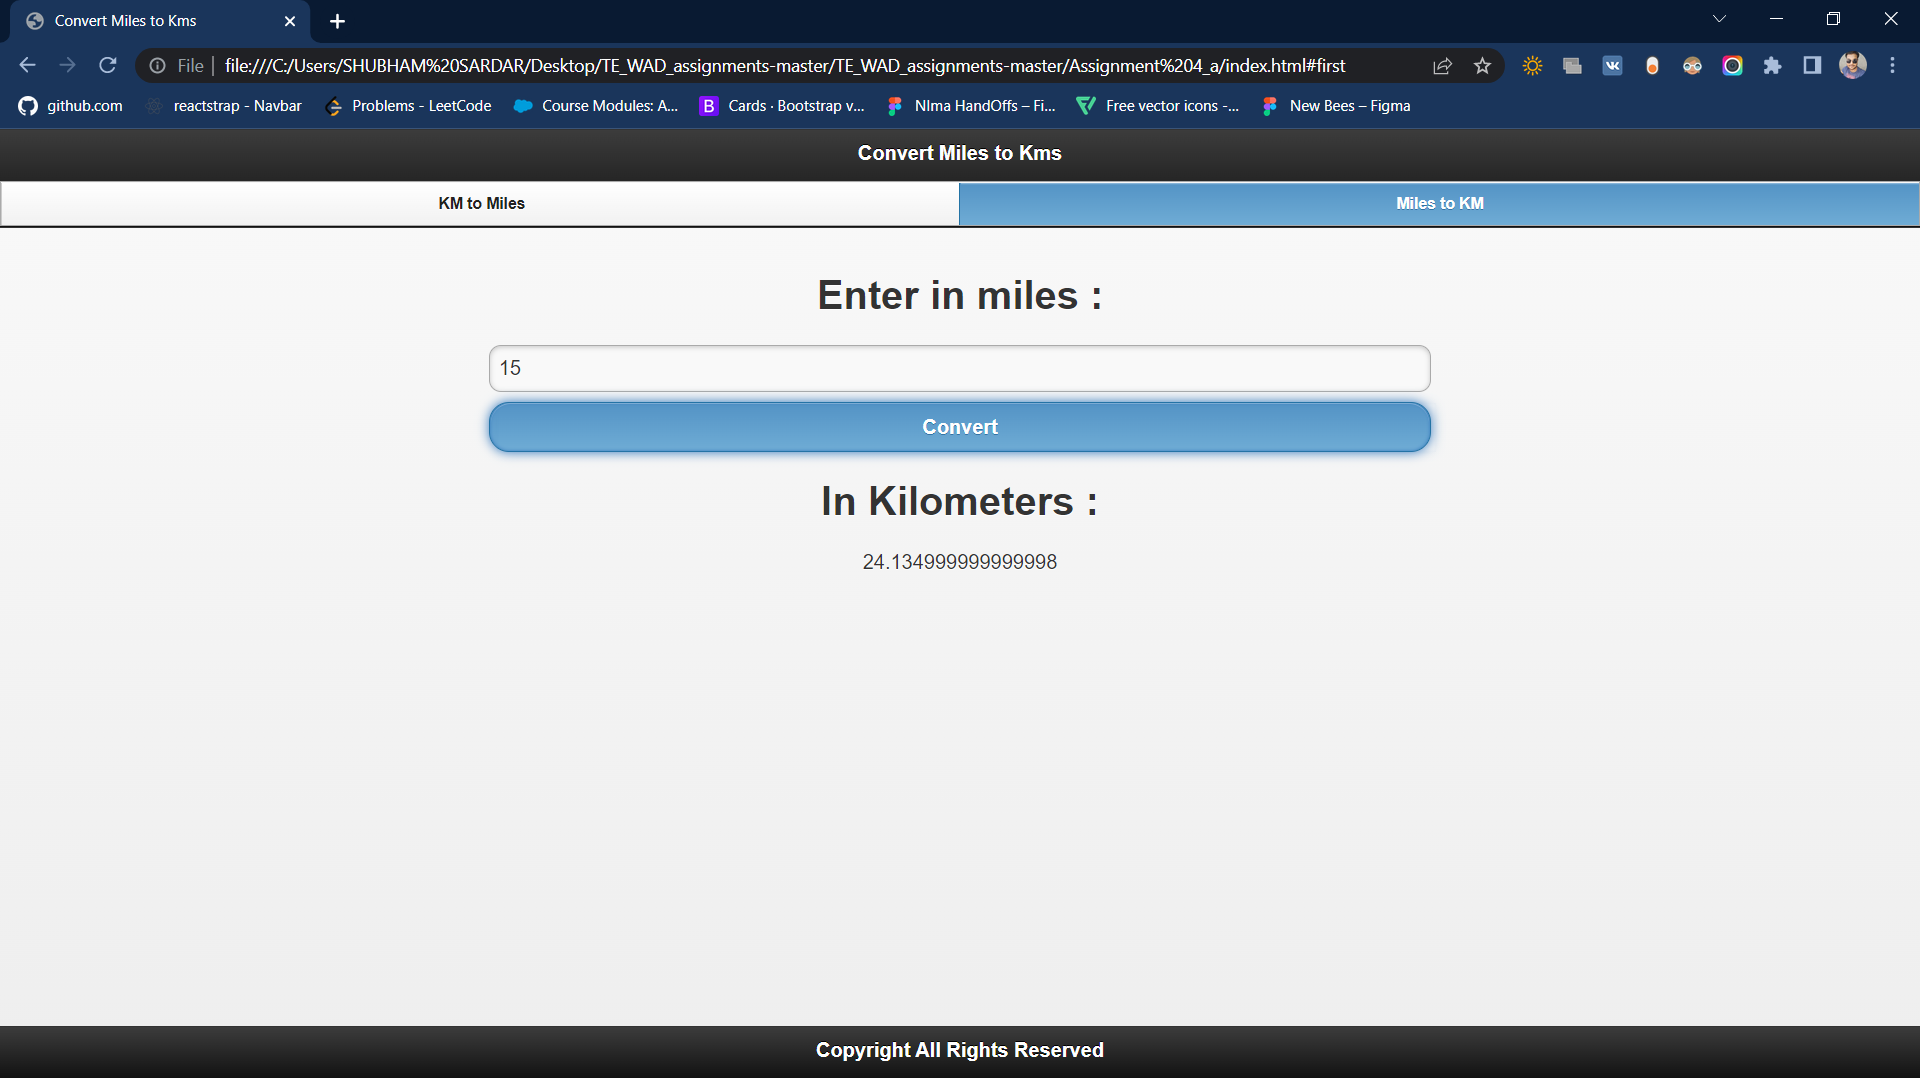 Convert Miles to Kms
File | file:///C:/Users/SHUBHAM%20SARDAR/Desktop/TE_WAD_assignments-master/TE_WAD_assignments-master/Assignment%204_a/index.html#first
github.com reactstrap - Navbar Problems - LeetCode Course Modules: A... B Cards · Bootstrap v... NIma HandOffs – Fi... Free vector icons -... New Bees – Figma
Convert Miles to Kms
KM to Miles Miles to KM
Enter in miles :
15
Convert
In Kilometers :
24.134999999999998
Copyright All Rights Reserved